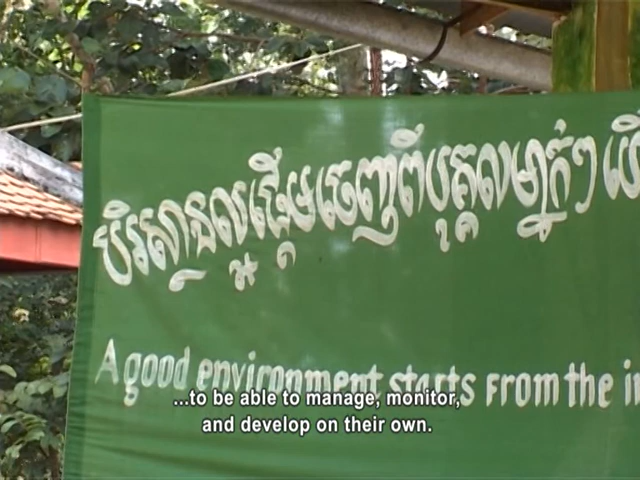 បរិស្ថានល្អផ្ដើមចេញពីបុគ្គលម្នាក់ៗ
A good environment starts from the
...to be able to manage, monitor,
and develop on their own.